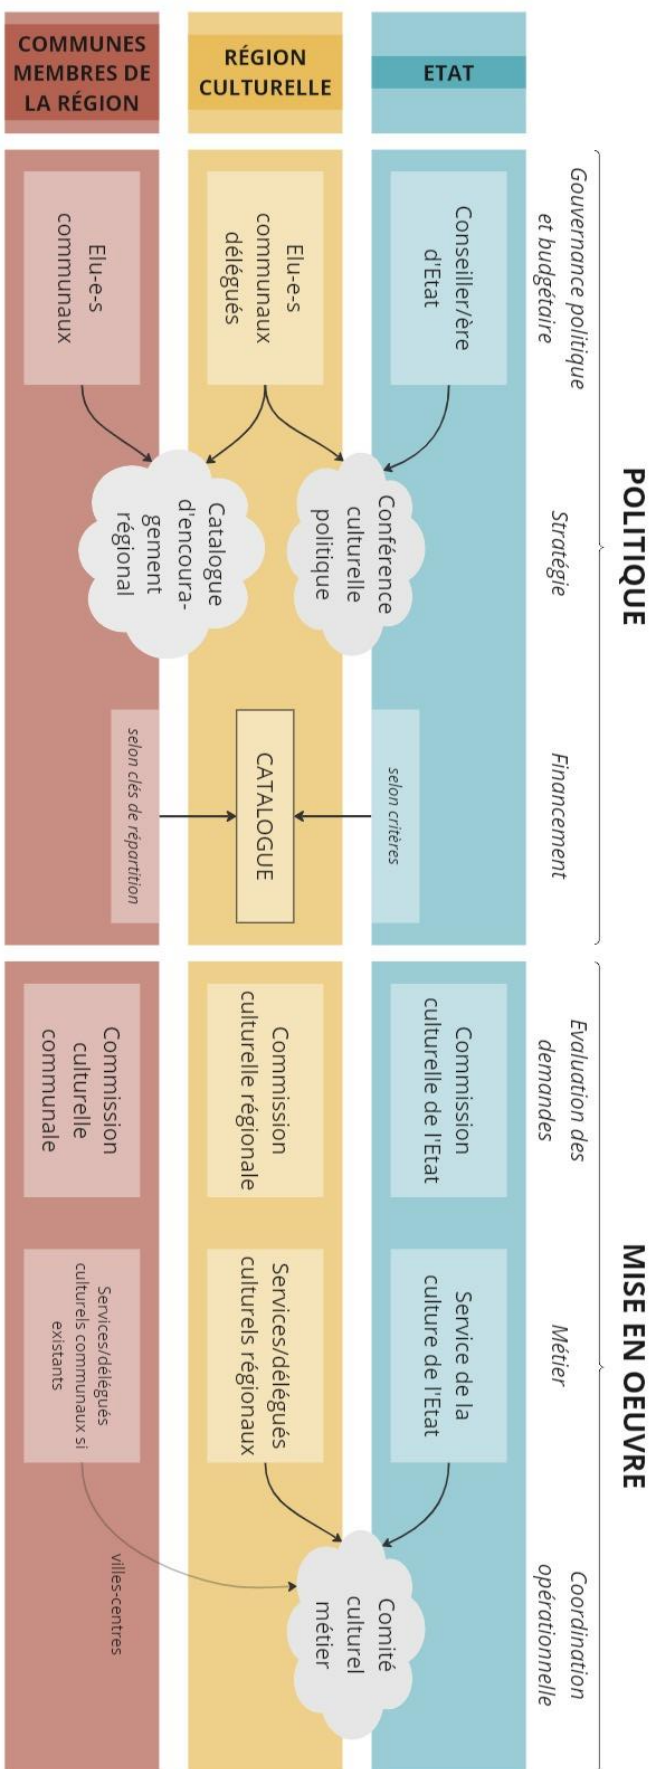 POLITIQUE
MISE EN OEUVRE
Gouvernance politique
et budgétaire
Stratégie
Financement
Evaluation des
demandes
Métier
Coordination
opérationnelle
ETAT
Conseiller/ère
d'Etat
Conférence
culturelle
politique
selon critères
Commission
culturelle de l'Etat
Service de la
culture de l'Etat
Comité
culturel
métier
RÉGION
CULTURELLE
Elu-e-s
communaux
délégués
Catalogue
d'encoura-
gement
régional
CATALOGUE
Commission
culturelle régionale
Services/délégués
culturels régionaux
COMMUNES
MEMBRES DE
LA RÉGION
Elu-e-s
communaux
selon clés de répartition
Commission
culturelle
communale
Services/délégués
culturels communaux si
existants
villes-centres